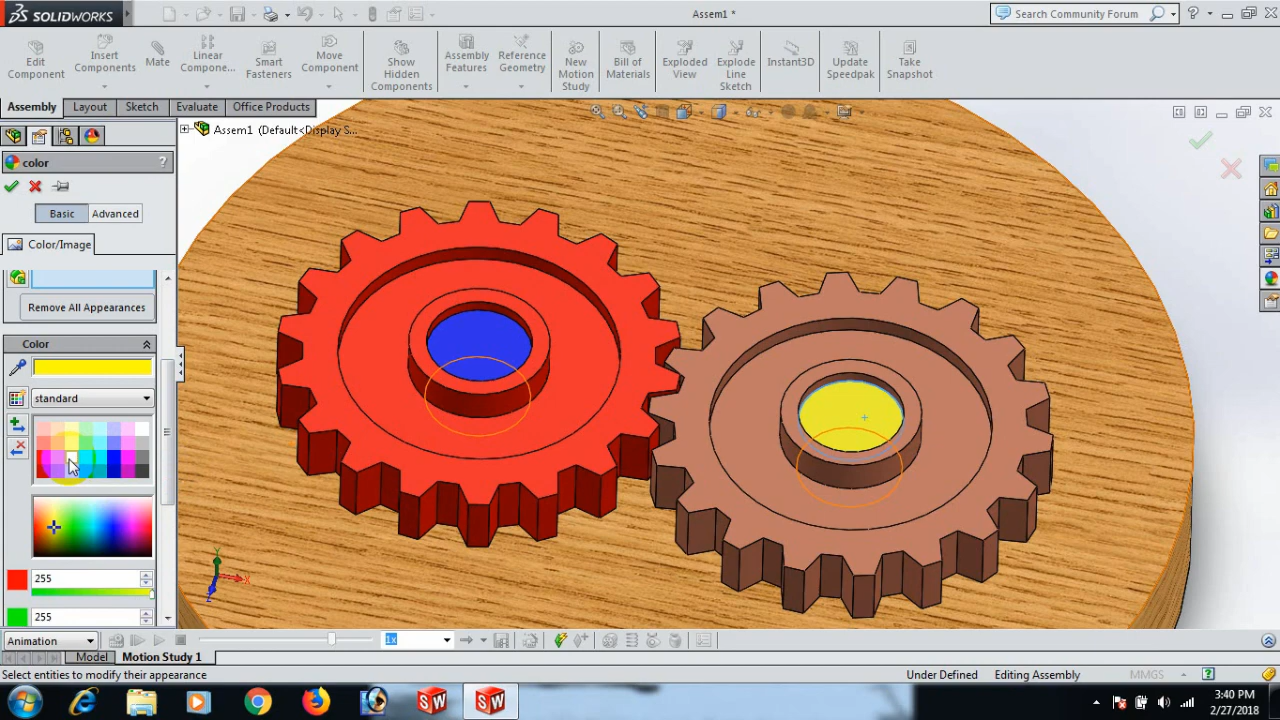 SOLIDWORKS
Assem1 *
Search Community Forum
Edit Component
Insert Components
Mate
Linear Compone...
Smart Fasteners
Move Component
Show Hidden Components
Assembly Features
Reference Geometry
New Motion Study
Bill of Materials
Exploded View
Explode Line Sketch
Instant3D
Update Speedpak
Take Snapshot
Assembly
Layout
Sketch
Evaluate
Office Products
Assem1 (Default<Display S...
color
?
Basic
Advanced
Color/Image
Remove All Appearances
Color
standard
255
255
Y
X
Z
Animation
1x
Model
Motion Study 1
Select entities to modify their appearance
Under Defined
Editing Assembly
MMGS
?
SW
SW
3:40 PM
2/27/2018